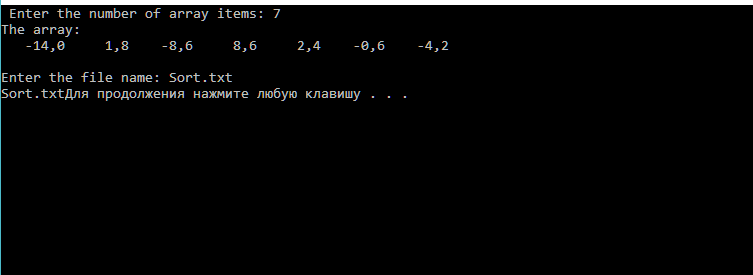 Enter the number of array items: 7
The array:
-14,0 1,8 -8,6 8,6 2,4 -0,6 -4,2
Enter the file name: Sort.txt
Sort.txtДля продолжения нажмите любую клавишу . . .